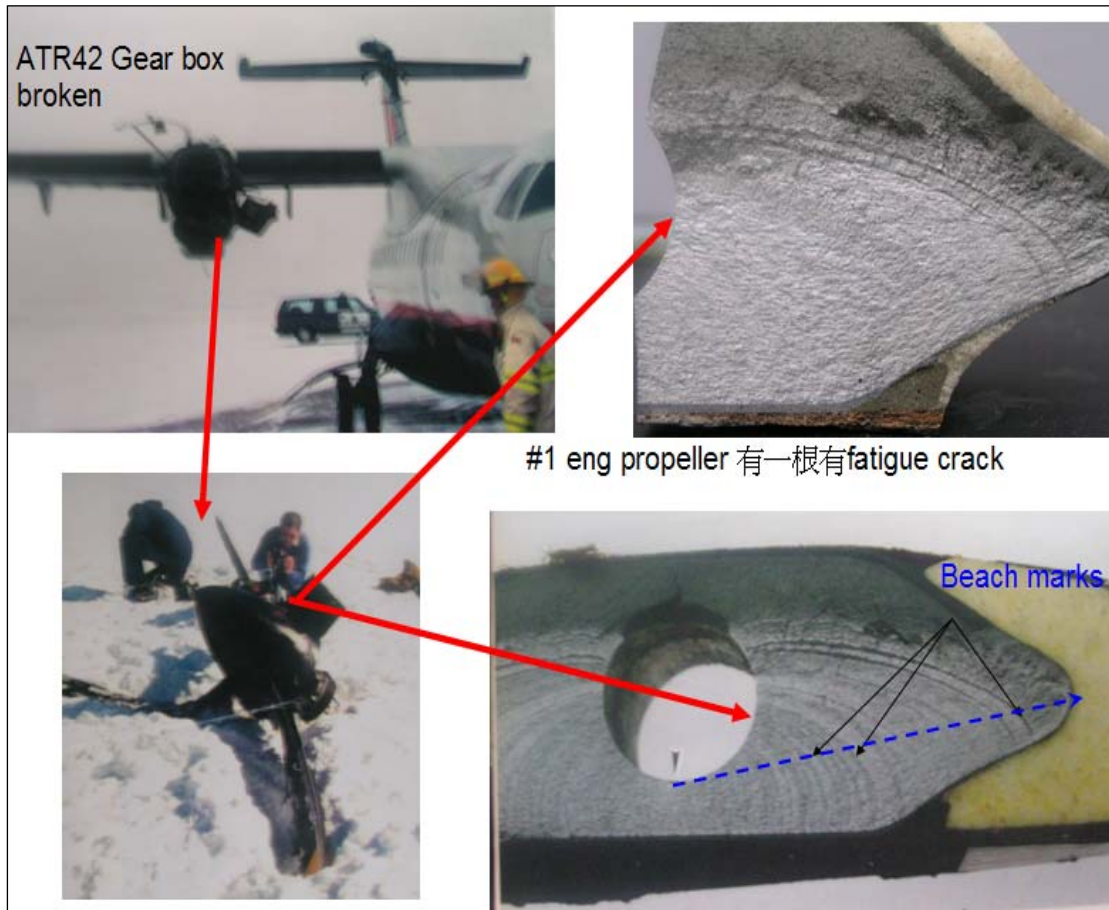 ATR42 Gear box
broken
#1 eng propeller 有一根有fatigue crack
Beach marks